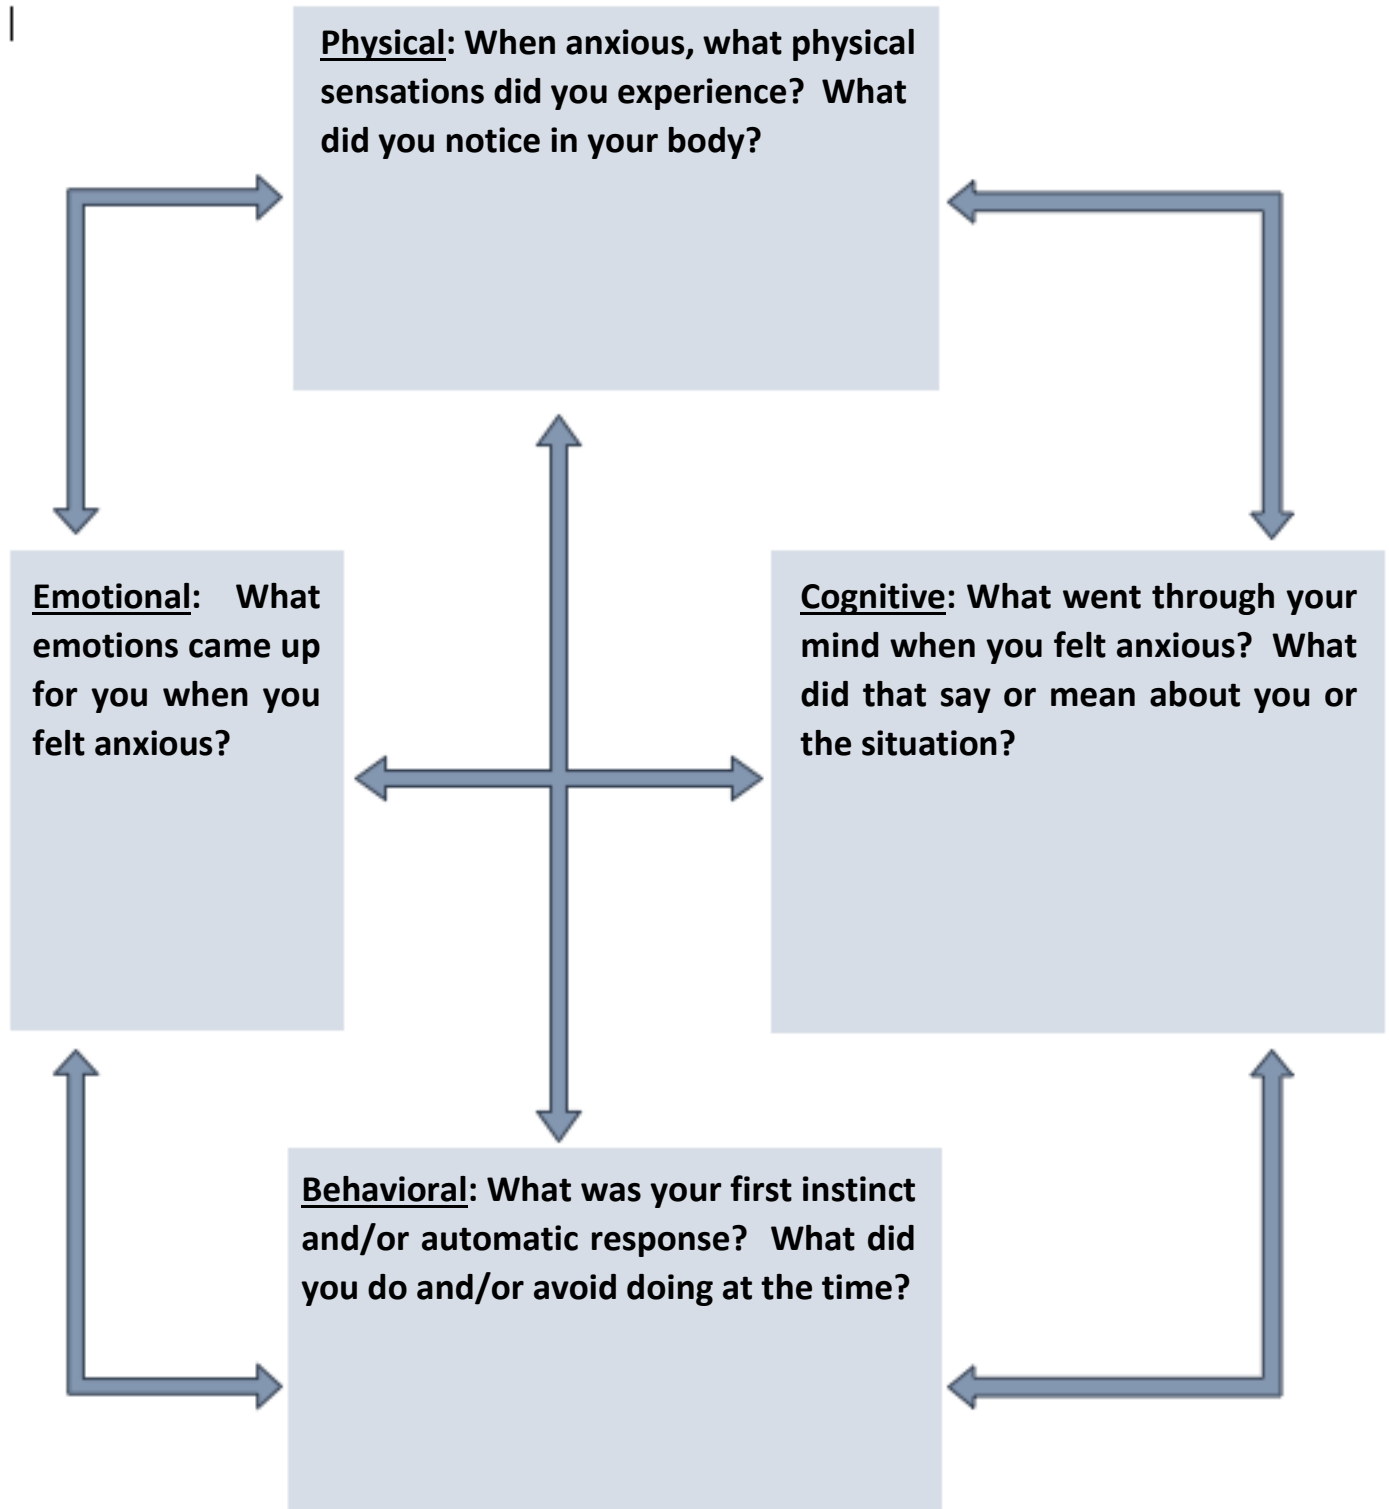 Physical: When anxious, what physical
sensations did you experience? What
did you notice in your body?
Emotional: What
emotions came up
for you when you
felt anxious?
Cognitive: What went through your
mind when you felt anxious? What
did that say or mean about you or
the situation?
Behavioral: What was your first instinct
and/or automatic response? What did
you do and/or avoid doing at the time?